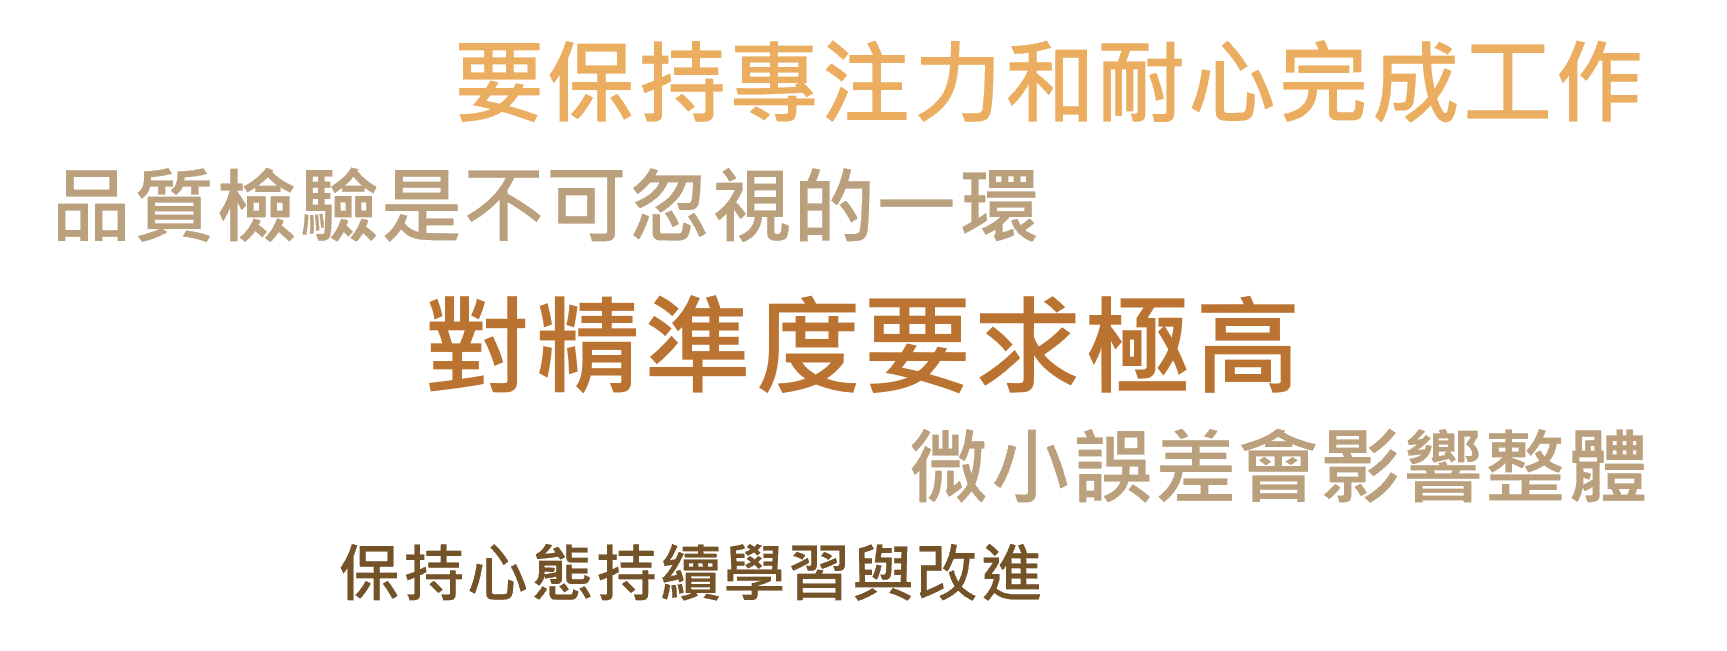 要保持專注力和耐心完成工作
品質檢驗是不可忽視的一環
對精準度要求極高
微小誤差會影響整體
保持心態持續學習與改進